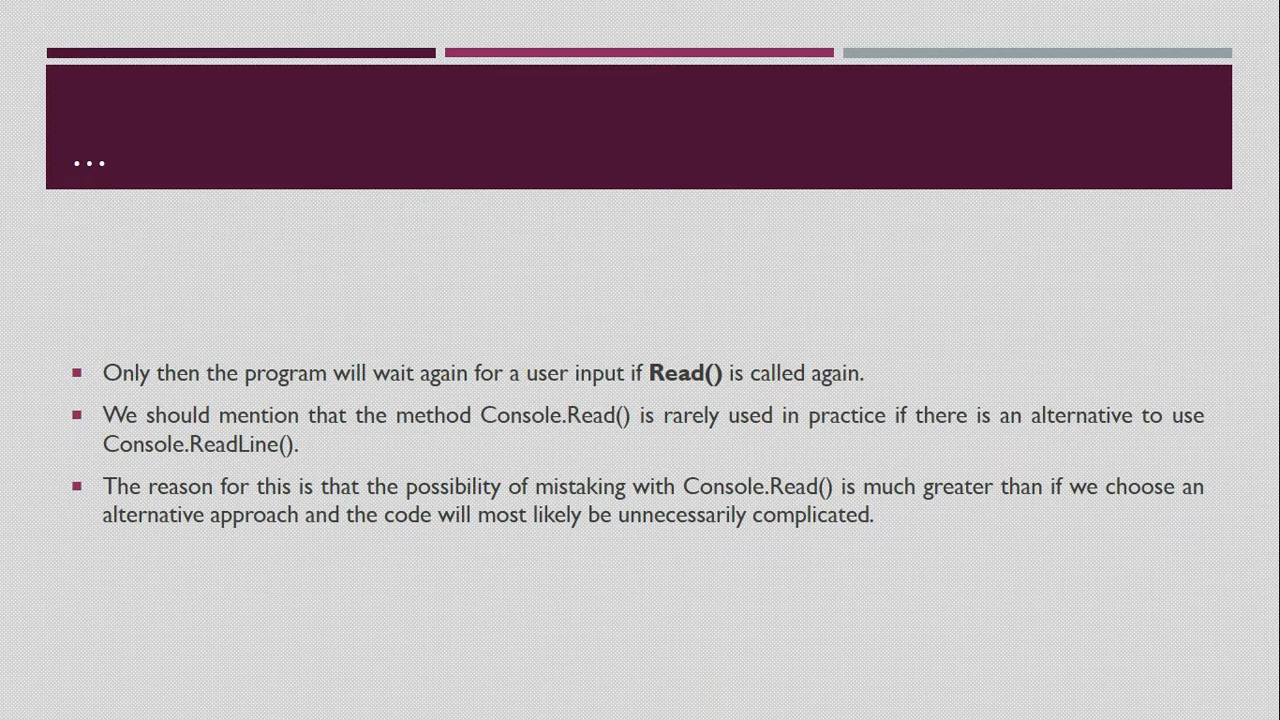 ...
▪ Only then the program will wait again for a user input if Read() is called again.
▪ We should mention that the method Console.Read() is rarely used in practice if there is an alternative to use
Console.ReadLine().
▪ The reason for this is that the possibility of mistaking with Console.Read() is much greater than if we choose an
alternative approach and the code will most likely be unnecessarily complicated.